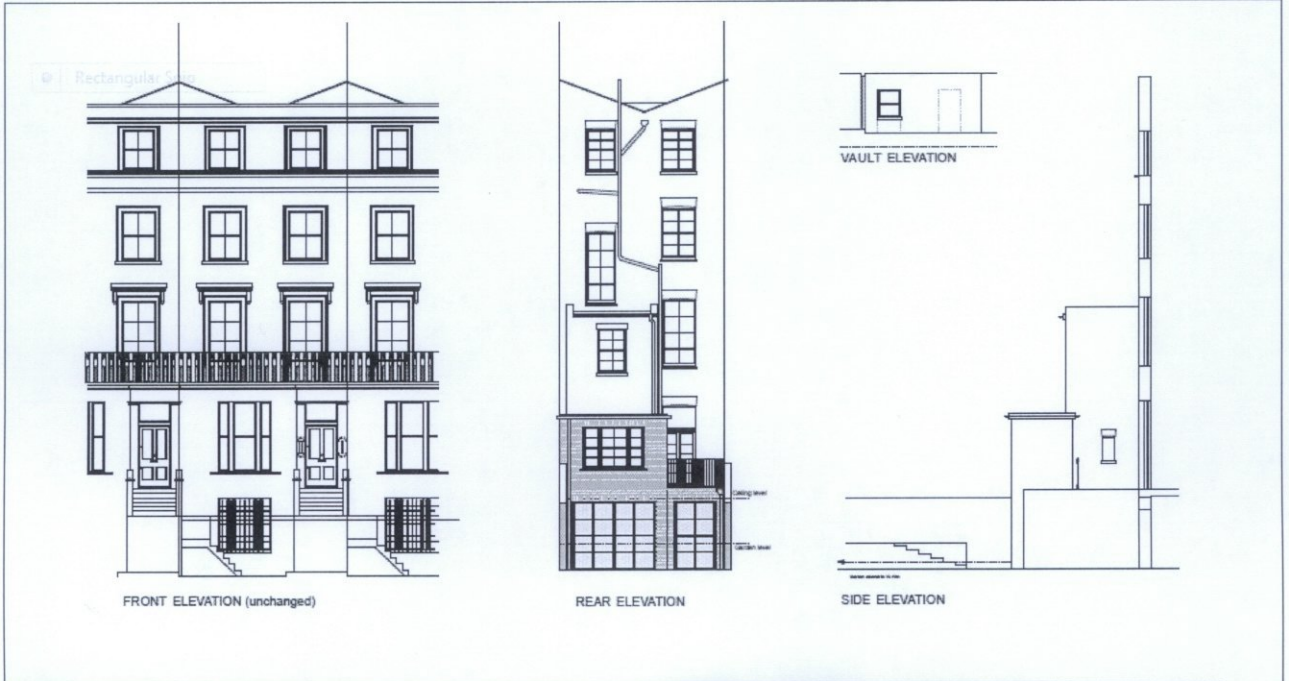 Rectangular Snip
VAULT ELEVATION
Ceiling level
Garden level
FRONT ELEVATION (unchanged)
REAR ELEVATION
SIDE ELEVATION